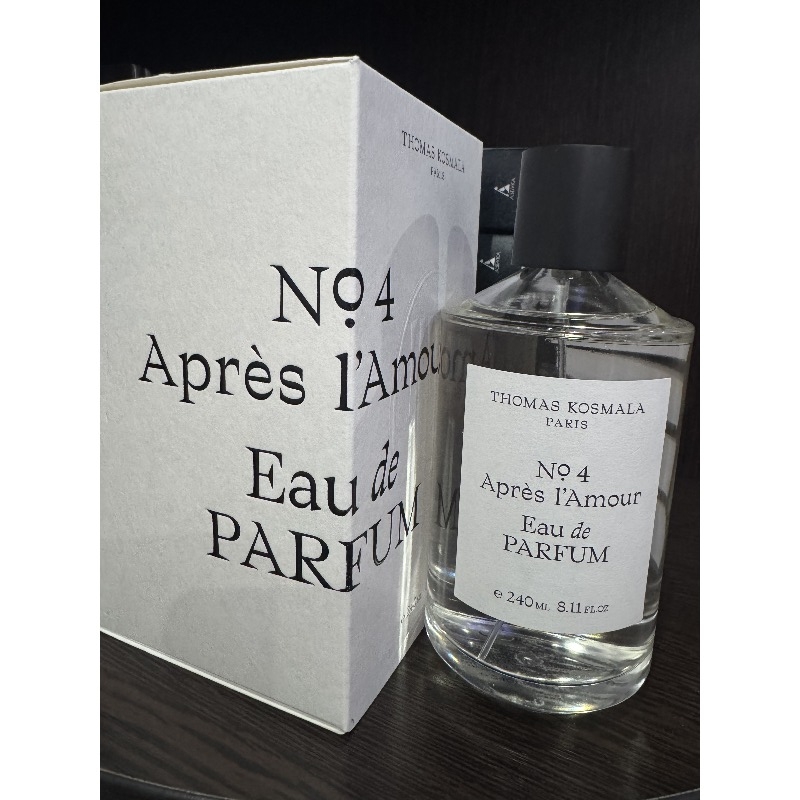 THOMAS KOSMALA
PARIS
No 4
Après l'Amour
Eau de
PARFUM
THOMAS KOSMALA
PARIS
No 4
Après l'Amour
Eau de
PARFUM
e 240ML 8.11FL.OZ